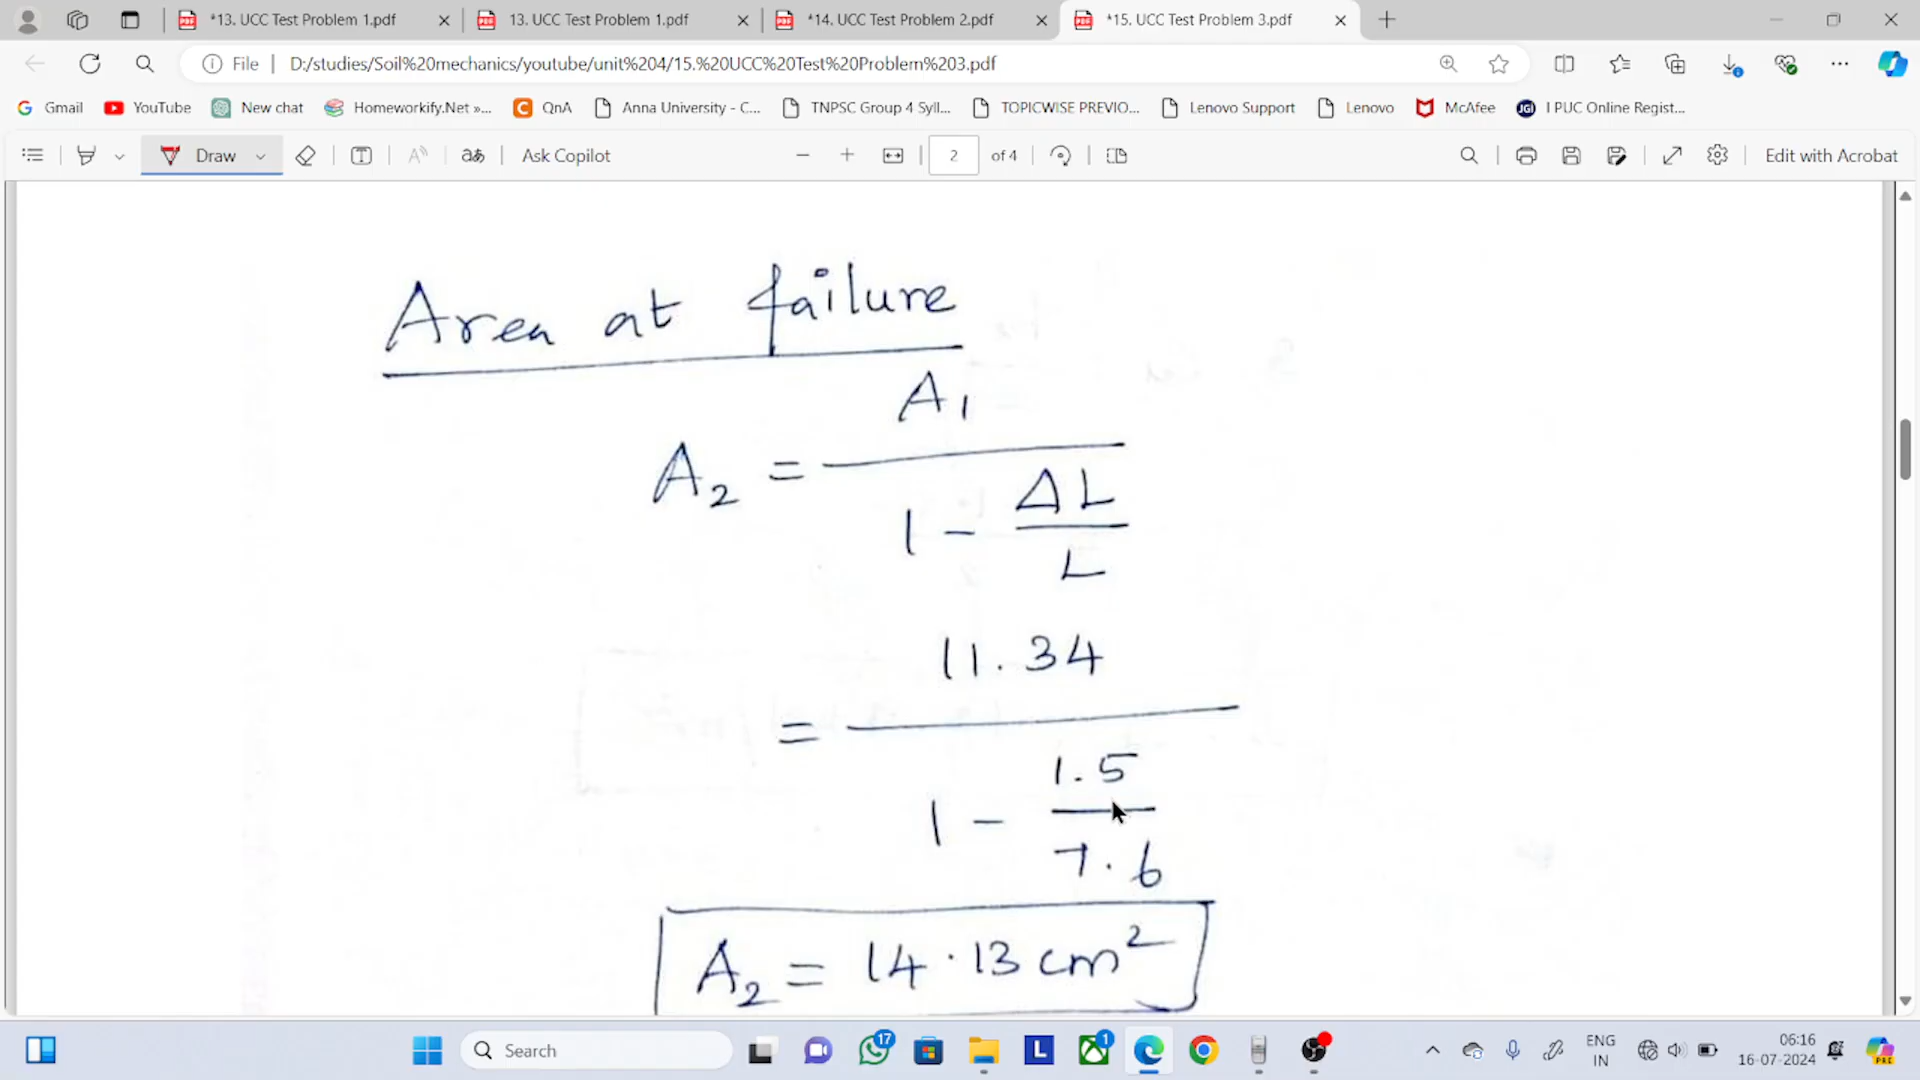 *13. UCC Test Problem 1.pdf
13. UCC Test Problem 1.pdf
*14. UCC Test Problem 2.pdf
*15. UCC Test Problem 3.pdf
File D:/studies/Soil%20mechanics/youtube/unit%204/15.%20UCC%20Test%20Problem%203.pdf
Gmail YouTube New chat Homeworkify.Net »... QnA Anna University - C... TNPSC Group 4 Syll... TOPICWISE PREVIO... Lenovo Support Lenovo McAfee I PUC Online Regist...
Draw Ask Copilot 2 of 4 Edit with Acrobat
Area at failure
A₂ = A₁ / (1 - ΔL / L)
= 11.34 / (1 - 1.5 / 7.6)
A₂ = 14.13 cm²
Search 17 1 ENG 06:16
IN 16-07-2024